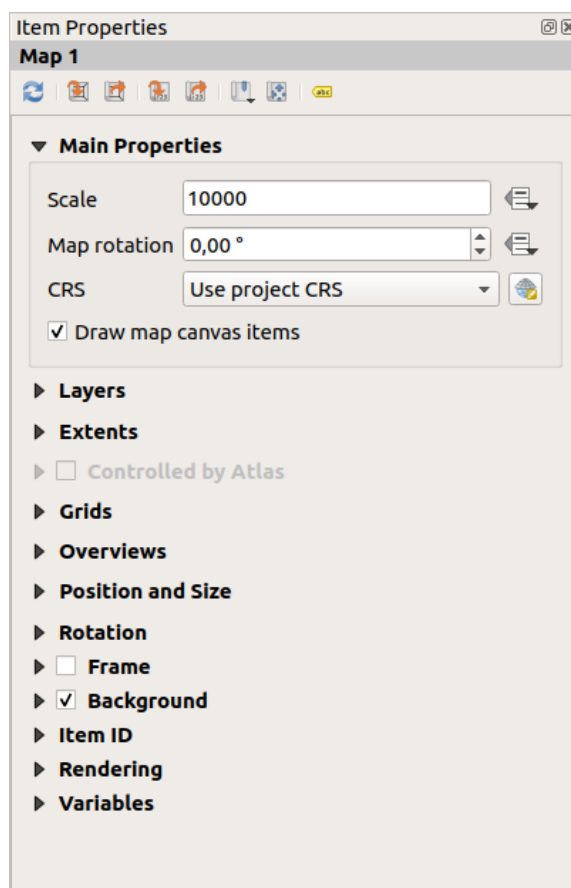 Item Properties
Map 1
Main Properties
Scale 10000
Map rotation 0,00 °
CRS Use project CRS
Draw map canvas items
Layers
Extents
Controlled by Atlas
Grids
Overviews
Position and Size
Rotation
Frame
Background
Item ID
Rendering
Variables